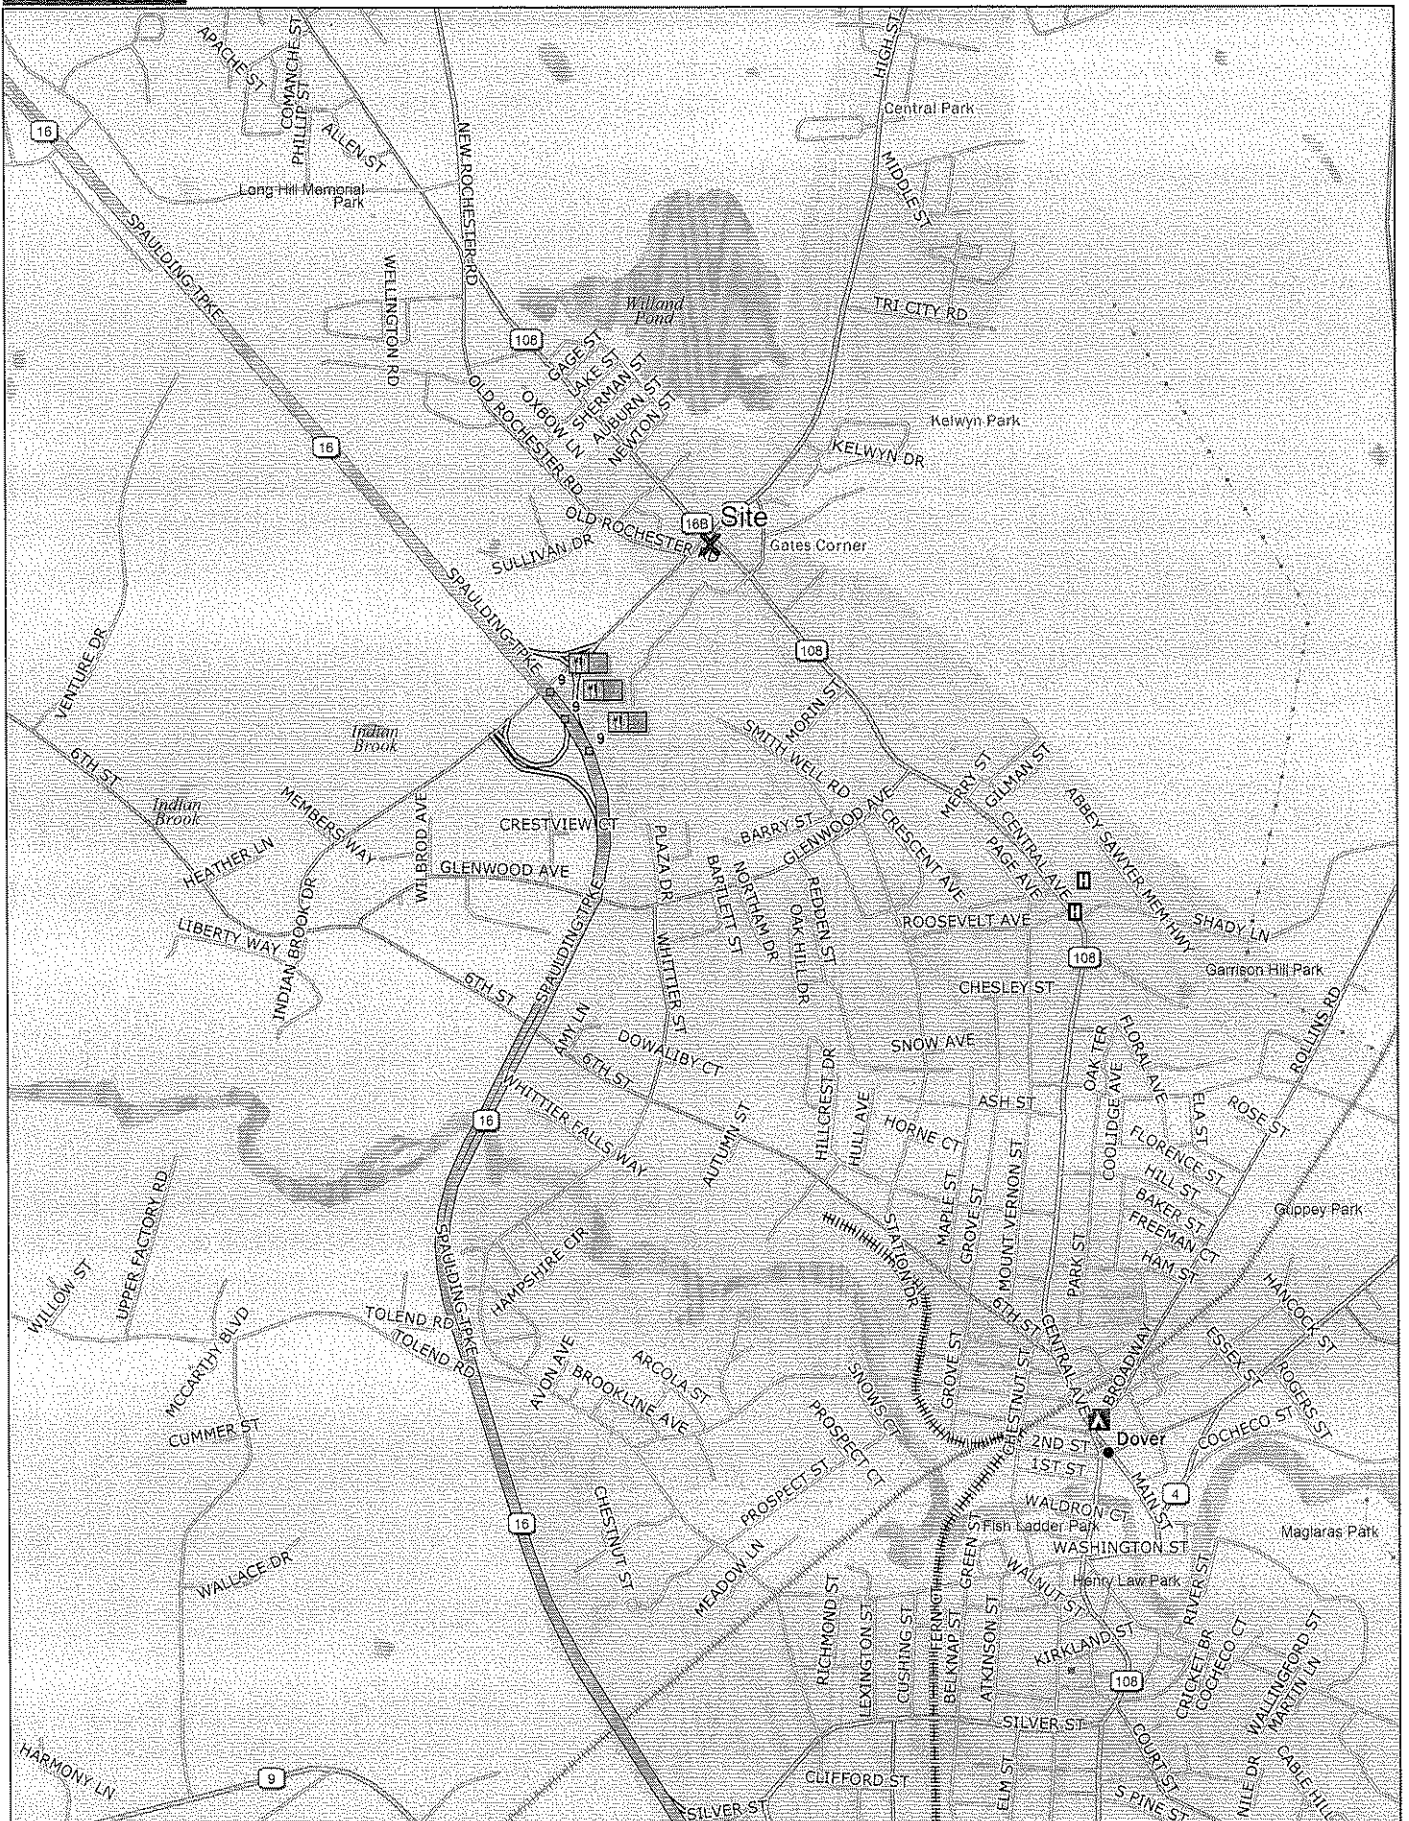 APACHE ST
COMANCHE ST
PHILLIP ST
ALLEN ST
HIGH ST
Central Park
16
NEW ROCHESTER RD
MIDDLE ST
Long Hill Memorial
Park
SPAULDING TPKE
WELLINGTON RD
Willand
Pond
TRI CITY RD
108
GAGE ST
LAKE ST
SHERMAN ST
AUBURN ST
NEWTON ST
OXBOW LN
OLD ROCHESTER RD
Kelwyn Park
KELWYN DR
16
16B
Site
OLD ROCHESTER RD
Gates Corner
SULLIVAN DR
SPAULDING TPKE
108
VENTURE DR
9
9
9
MORIN ST
SMITH WELL RD
Indian
Brook
6TH ST
MERRY ST
GILMAN ST
Indian
Brook
MEMBERS WAY
WILBROD AVE
CRESTVIEW CT
PLAZA DR
BARRY ST
GLENWOOD AVE
CRESCENT AVE
CENTRAL AVE
PAGE AVE
ABBEY SAWYER MEM HWY
HEATHER LN
GLENWOOD AVE
BARTLETT ST
NORTHAM DR
OAK HILL DR
REDDEN ST
H
H
ROOSEVELT AVE
SHADY LN
LIBERTY WAY
INDIAN BROOK DR
SPAULDING TPKE
WHITTIER ST
108
Garrison Hill Park
6TH ST
CHESLEY ST
AMY LN
DOWALIBY CT
SNOW AVE
OAK TER
FLORAL AVE
ROLLINS RD
6TH ST
HILLCREST DR
HULL AVE
ASH ST
COOLIDGE AVE
ELA ST
ROSE ST
16
WHITTIER FALLS WAY
AUTUMN ST
HORNE CT
FLORENCE ST
HILL ST
BAKER ST
FREEMAN CT
HAM ST
UPPER FACTORY RD
MAPLE ST
GROVE ST
MOUNT VERNON ST
PARK ST
Guppey Park
WILLOW ST
SPAULDING TPKE
HAMPSHIRE CIR
STATION DR
HANCOCK ST
MCCARTHY BLVD
TOLEND RD
TOLEND RD
6TH ST
CENTRAL AVE
BROADWAY
ESSEX ST
ROGERS ST
AVON AVE
ARCOLA ST
BROOKLINE AVE
SNOWS CT
GROVE ST
CHESTNUT ST
CUMMER ST
PROSPECT CT
2ND ST
Dover
COCHECO ST
1ST ST
PROSPECT ST
MAIN ST
4
CHESTNUT ST
16
WALDRON CT
Fish Ladder Park
WASHINGTON ST
Maglaras Park
WALLACE DR
MEADOW LN
GREEN ST
WALNUT ST
Henry Law Park
RIVER ST
RICHMOND ST
LEXINGTON ST
CUSHING ST
FERN CT
BELKNAP ST
ATKINSON ST
KIRKLAND ST
CRICKET BR
COCHECO CT
WALLINGFORD ST
MARTIN LN
108
SILVER ST
COURT ST
HARMONY LN
9
CLIFFORD ST
ELM ST
S PINE ST
NILE DR
CABLE HILL
SILVER ST